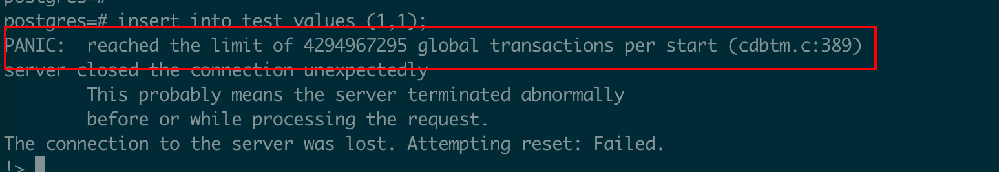 postgres=#
postgres=# insert into test values (1,1);
PANIC:  reached the limit of 4294967295 global transactions per start (cdbtm.c:389)
server closed the connection unexpectedly
        This probably means the server terminated abnormally
        before or while processing the request.
The connection to the server was lost. Attempting reset: Failed.
!>